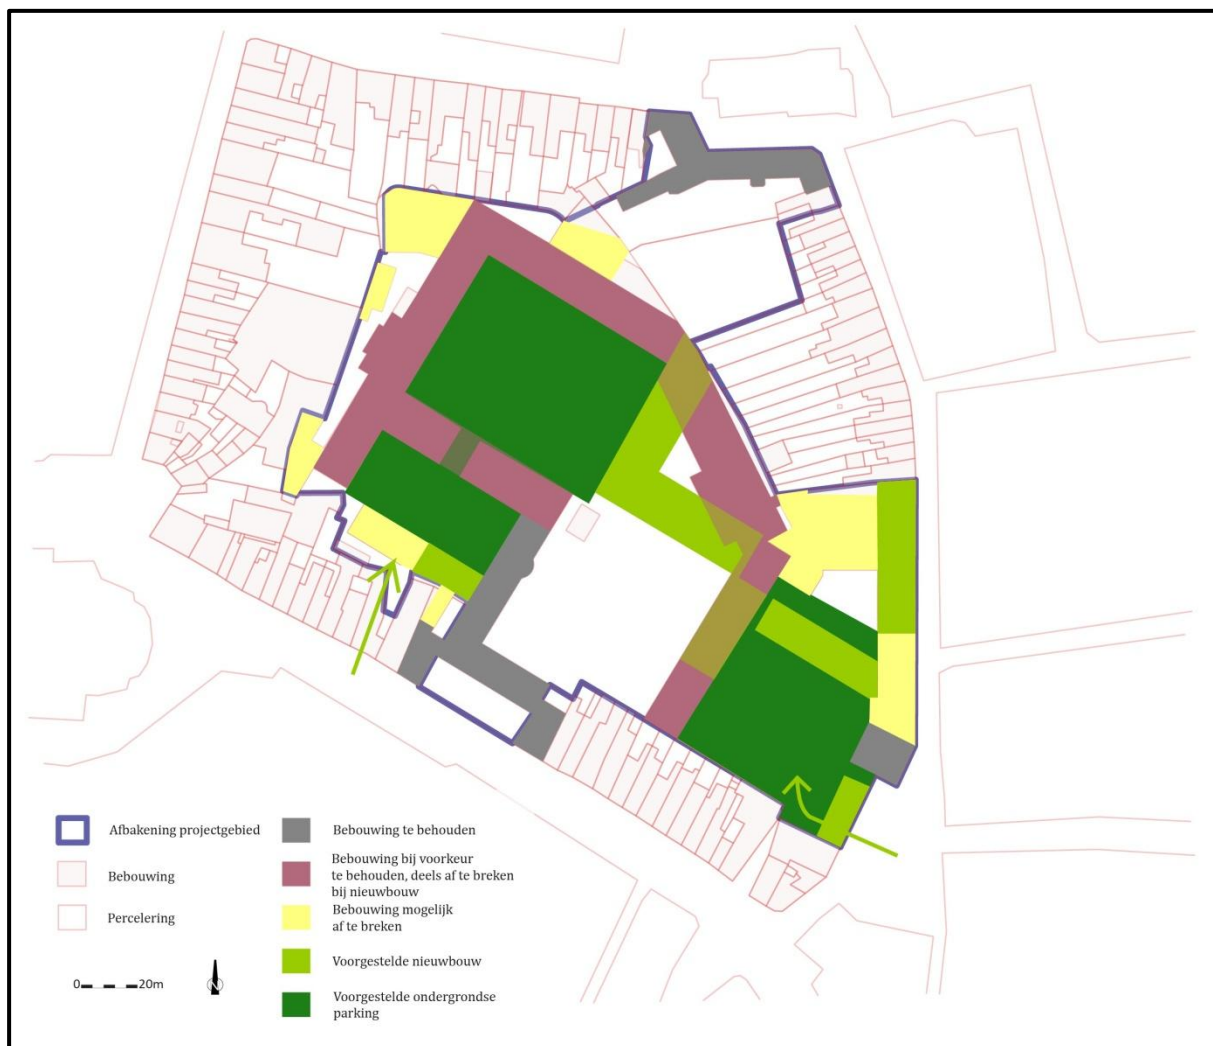 Afbakening projectgebied
Bebouwing
Percelering
0 20m
N
Bebouwing te behouden
Bebouwing bij voorkeur
te behouden, deels af te breken
bij nieuwbouw
Bebouwing mogelijk
af te breken
Voorgestelde nieuwbouw
Voorgestelde ondergrondse
parking